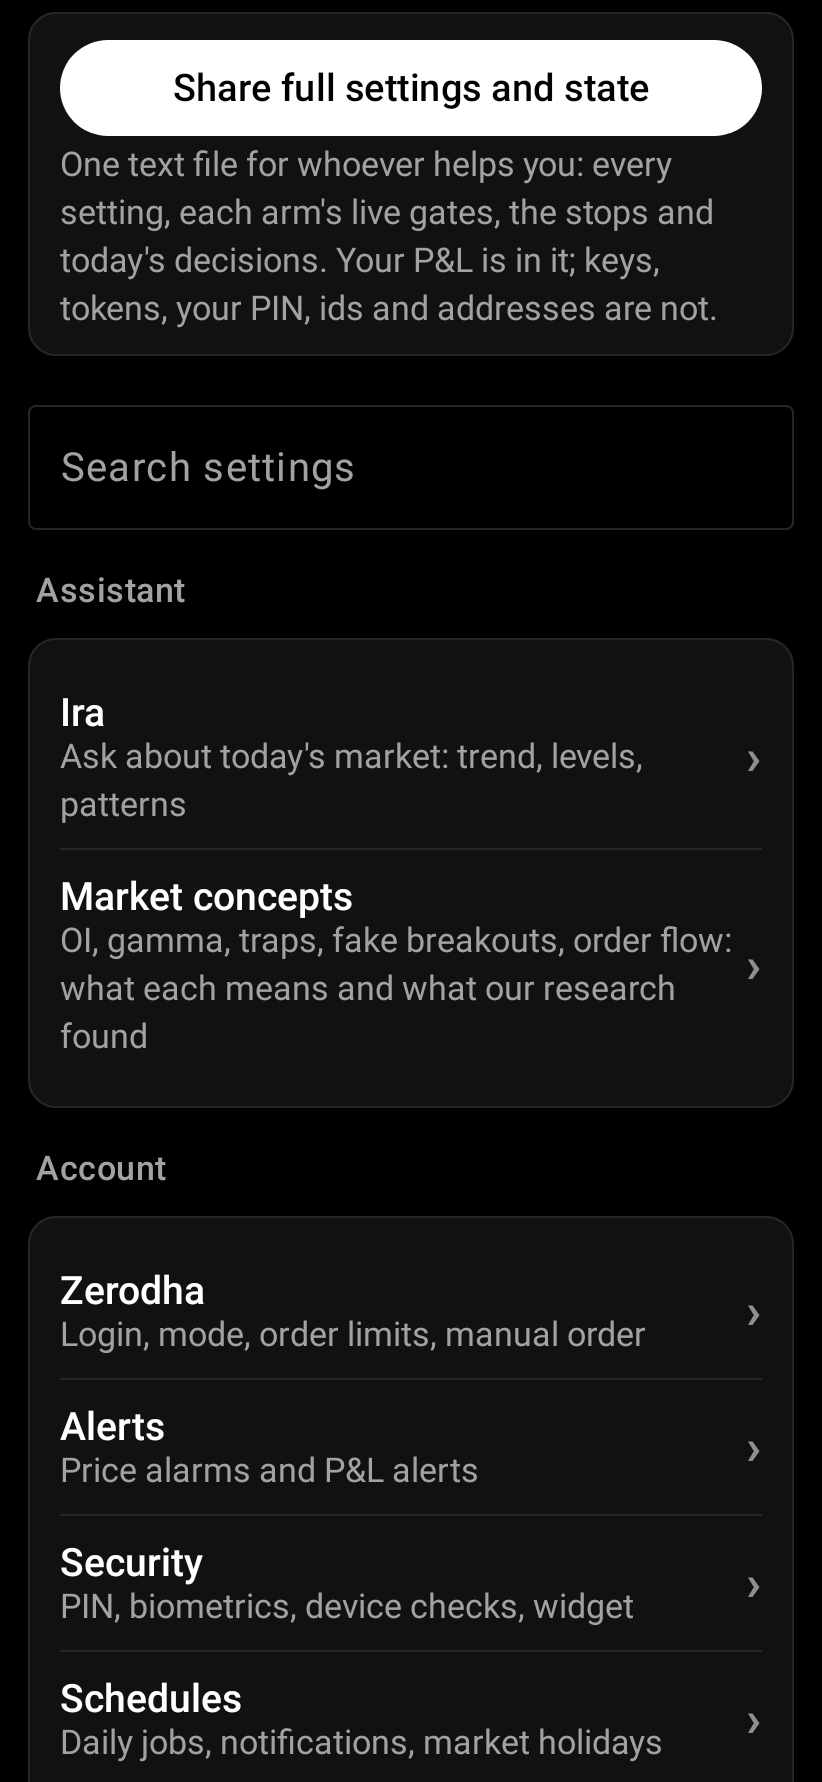 Share full settings and state
One text file for whoever helps you: every
setting, each arm's live gates, the stops and
today's decisions. Your P&L is in it; keys,
tokens, your PIN, ids and addresses are not.
Search settings
Assistant
Ira
Ask about today's market: trend, levels,
patterns
Market concepts
OI, gamma, traps, fake breakouts, order flow:
what each means and what our research
found
Account
Zerodha
Login, mode, order limits, manual order
Alerts
Price alarms and P&L alerts
Security
PIN, biometrics, device checks, widget
Schedules
Daily jobs, notifications, market holidays